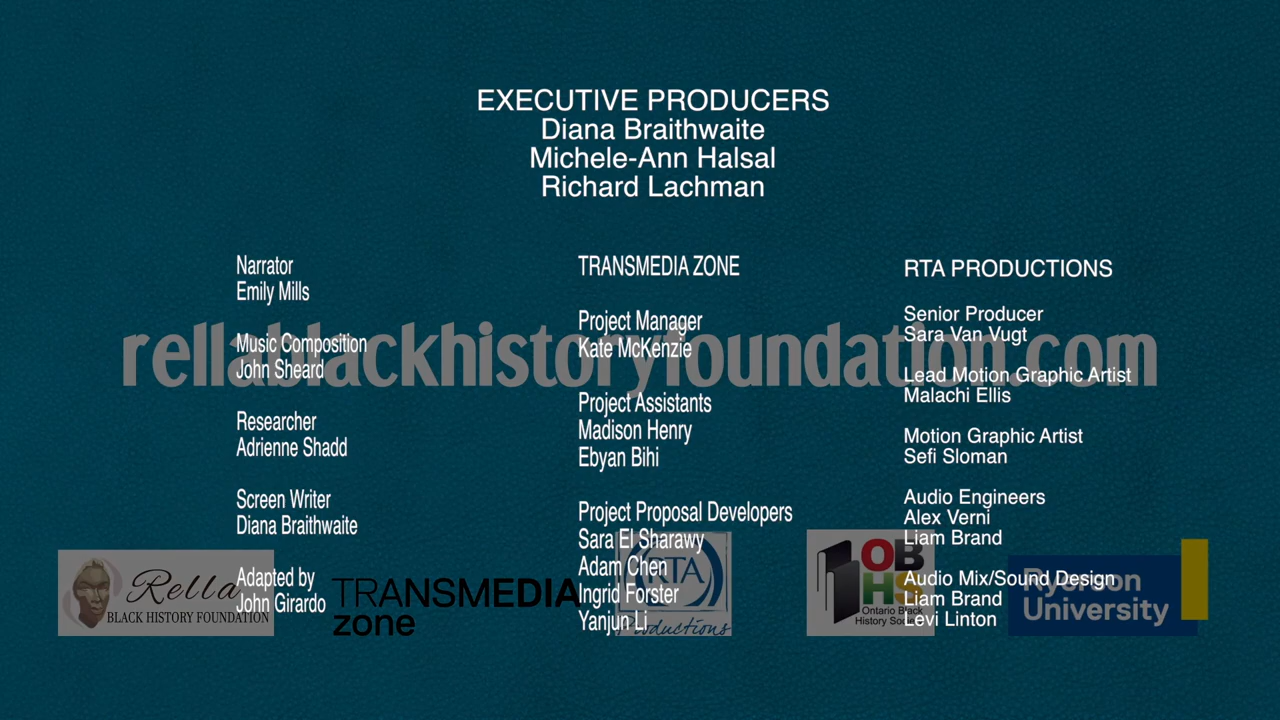 EXECUTIVE PRODUCERS
Diana Braithwaite
Michele-Ann Halsal
Richard Lachman
Narrator
Emily Mills
Music Composition
John Sheard
Researcher
Adrienne Shadd
Screen Writer
Diana Braithwaite
Adapted by
John Girardo
TRANSMEDIA ZONE
Project Manager
Kate McKenzie
Project Assistants
Madison Henry
Ebyan Bihi
Project Proposal Developers
Sara El Sharawy
Adam Chen
Ingrid Forster
Yanjun Li
RTA PRODUCTIONS
Senior Producer
Sara Van Vugt
Lead Motion Graphic Artist
Malachi Ellis
Motion Graphic Artist
Sefi Sloman
Audio Engineers
Alex Verni
Liam Brand
Audio Mix/Sound Design
Liam Brand
Levi Linton
rellablackhistoryfoundation.com
Rella
BLACK HISTORY FOUNDATION
TRANSMEDIA
zone
RTA
Productions
OB
HS
Ontario Black
History Society
Ryerson
University